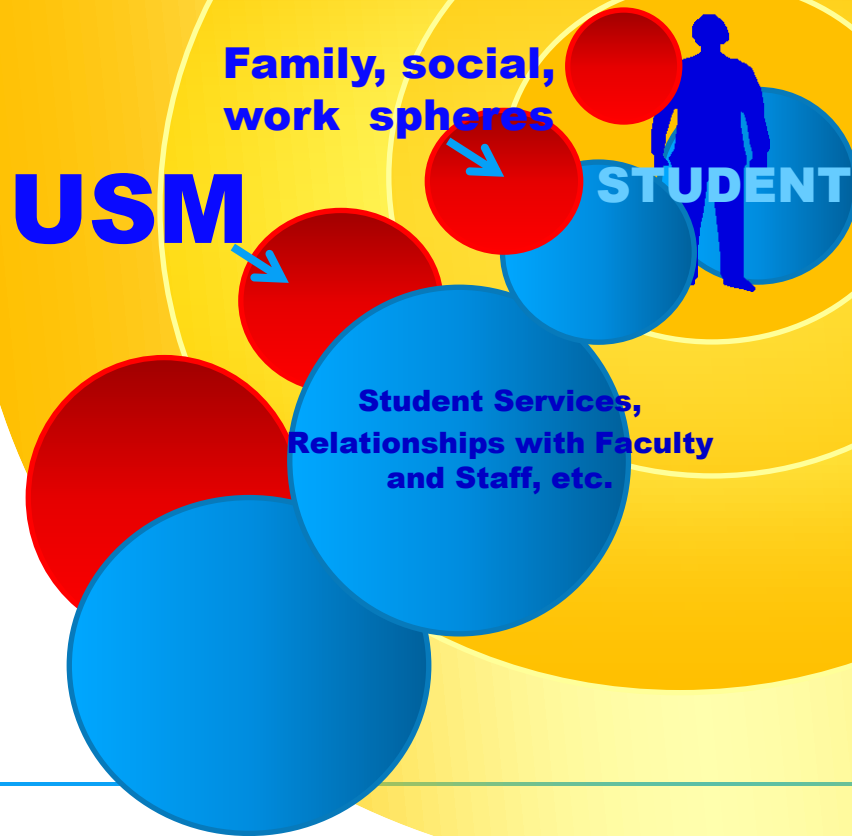 Family, social,
work spheres
USM
STUDENT
Student Services,
Relationships with Faculty
and Staff, etc.